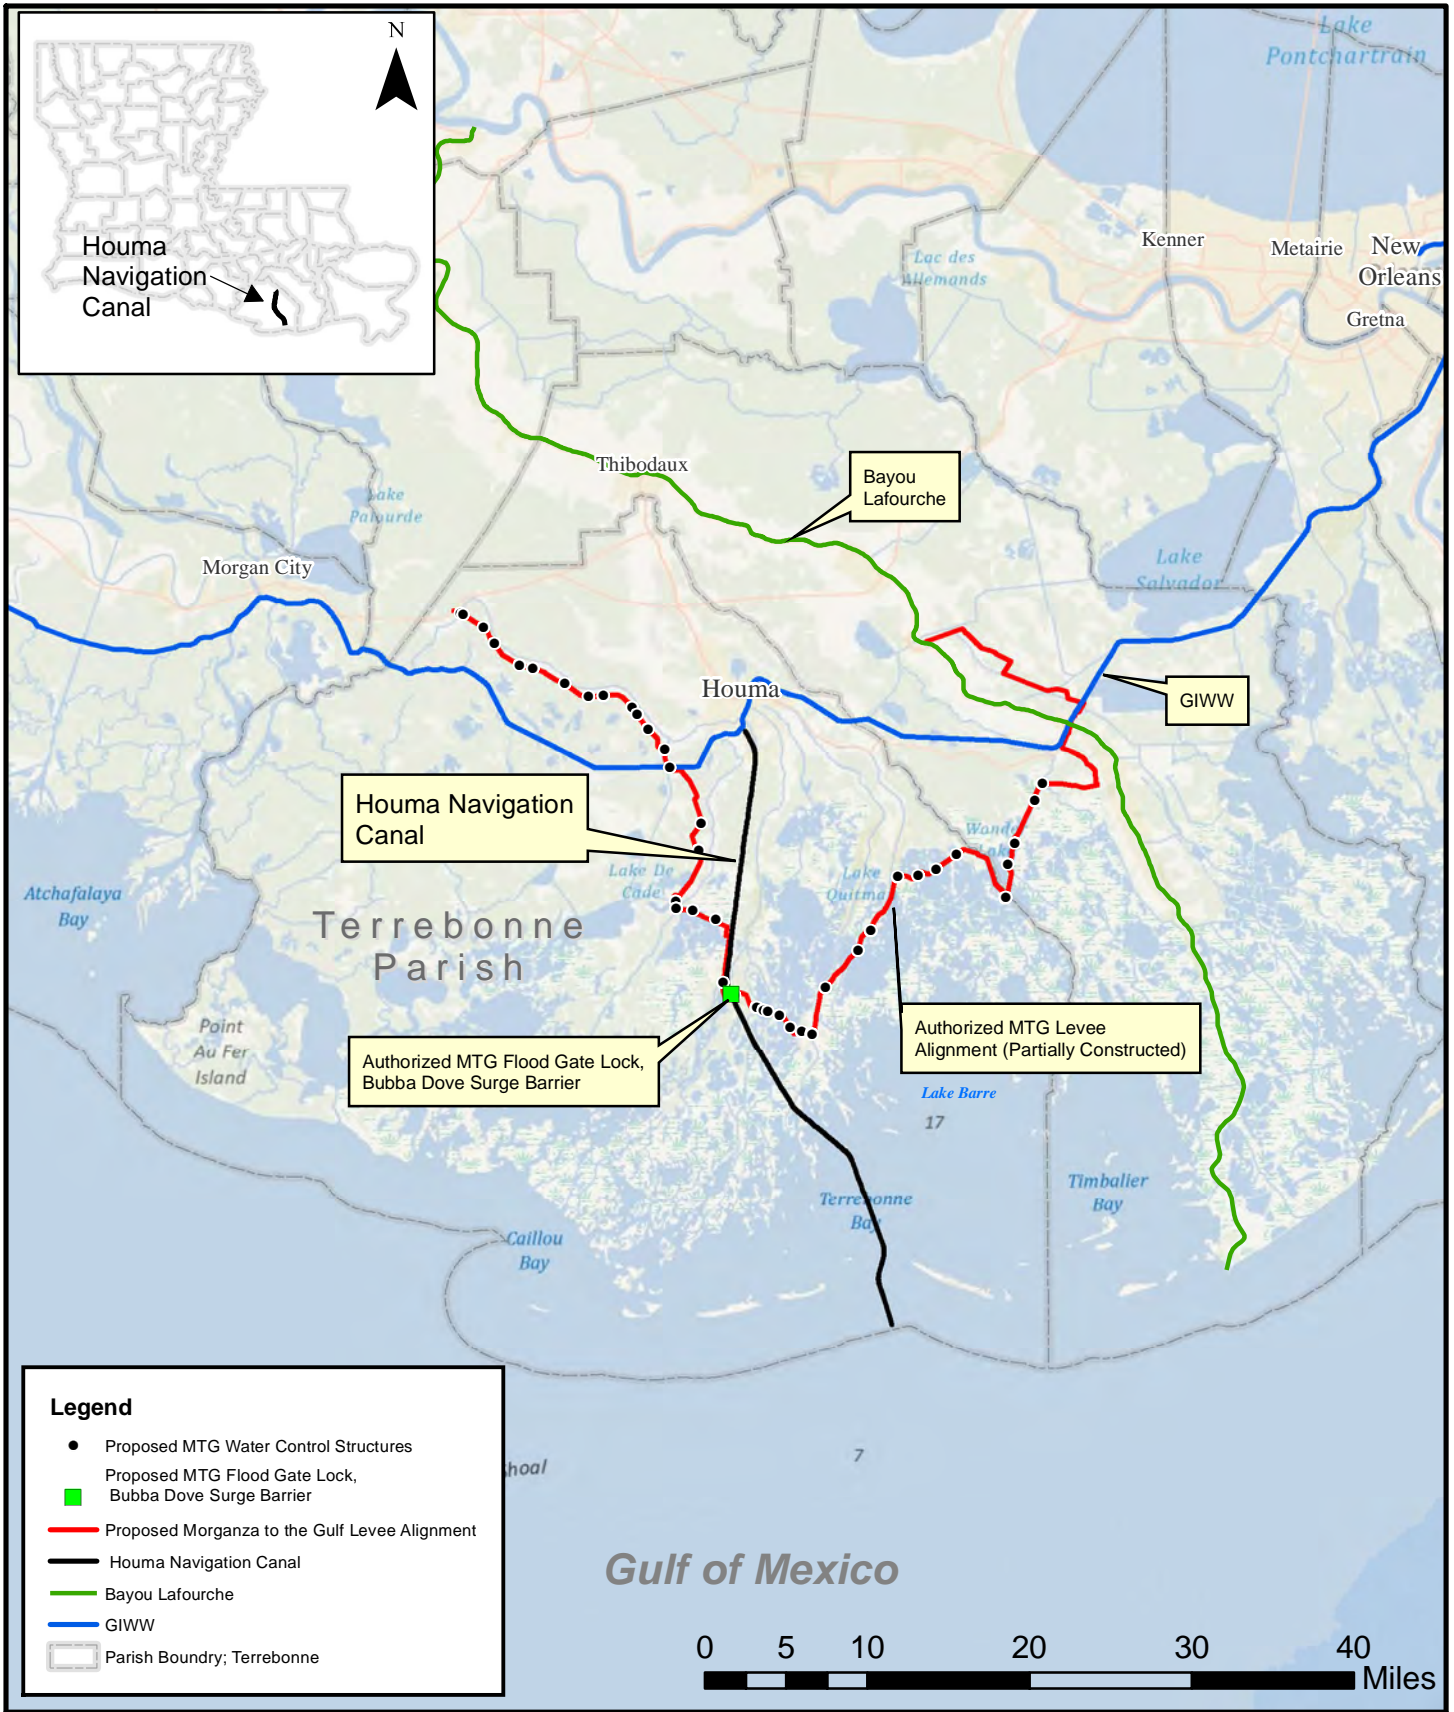 N
Houma
Navigation
Canal
Lake
Pontchartrain
Kenner
Metairie
New
Orleans
Gretna
Lac des
Allemands
Thibodaux
Bayou
Lafourche
Lake
Palourde
Morgan City
Lake
Salvador
Houma
GIWW
Houma Navigation
Canal
Lake De
Cade
Lake
Quitma
Wonde
Lake
Atchafalaya
Bay
Terrebonne
Parish
Point
Au Fer
Island
Authorized MTG Flood Gate Lock,
Bubba Dove Surge Barrier
Authorized MTG Levee
Alignment (Partially Constructed)
Lake Barre
17
Terrebonne
Bay
Timbalier
Bay
Caillou
Bay
Legend
Proposed MTG Water Control Structures
Proposed MTG Flood Gate Lock,
Bubba Dove Surge Barrier
Proposed Morganza to the Gulf Levee Alignment
Houma Navigation Canal
Bayou Lafourche
GIWW
Parish Boundry; Terrebonne
Shoal
7
Gulf of Mexico
0 5 10 20 30 40
Miles